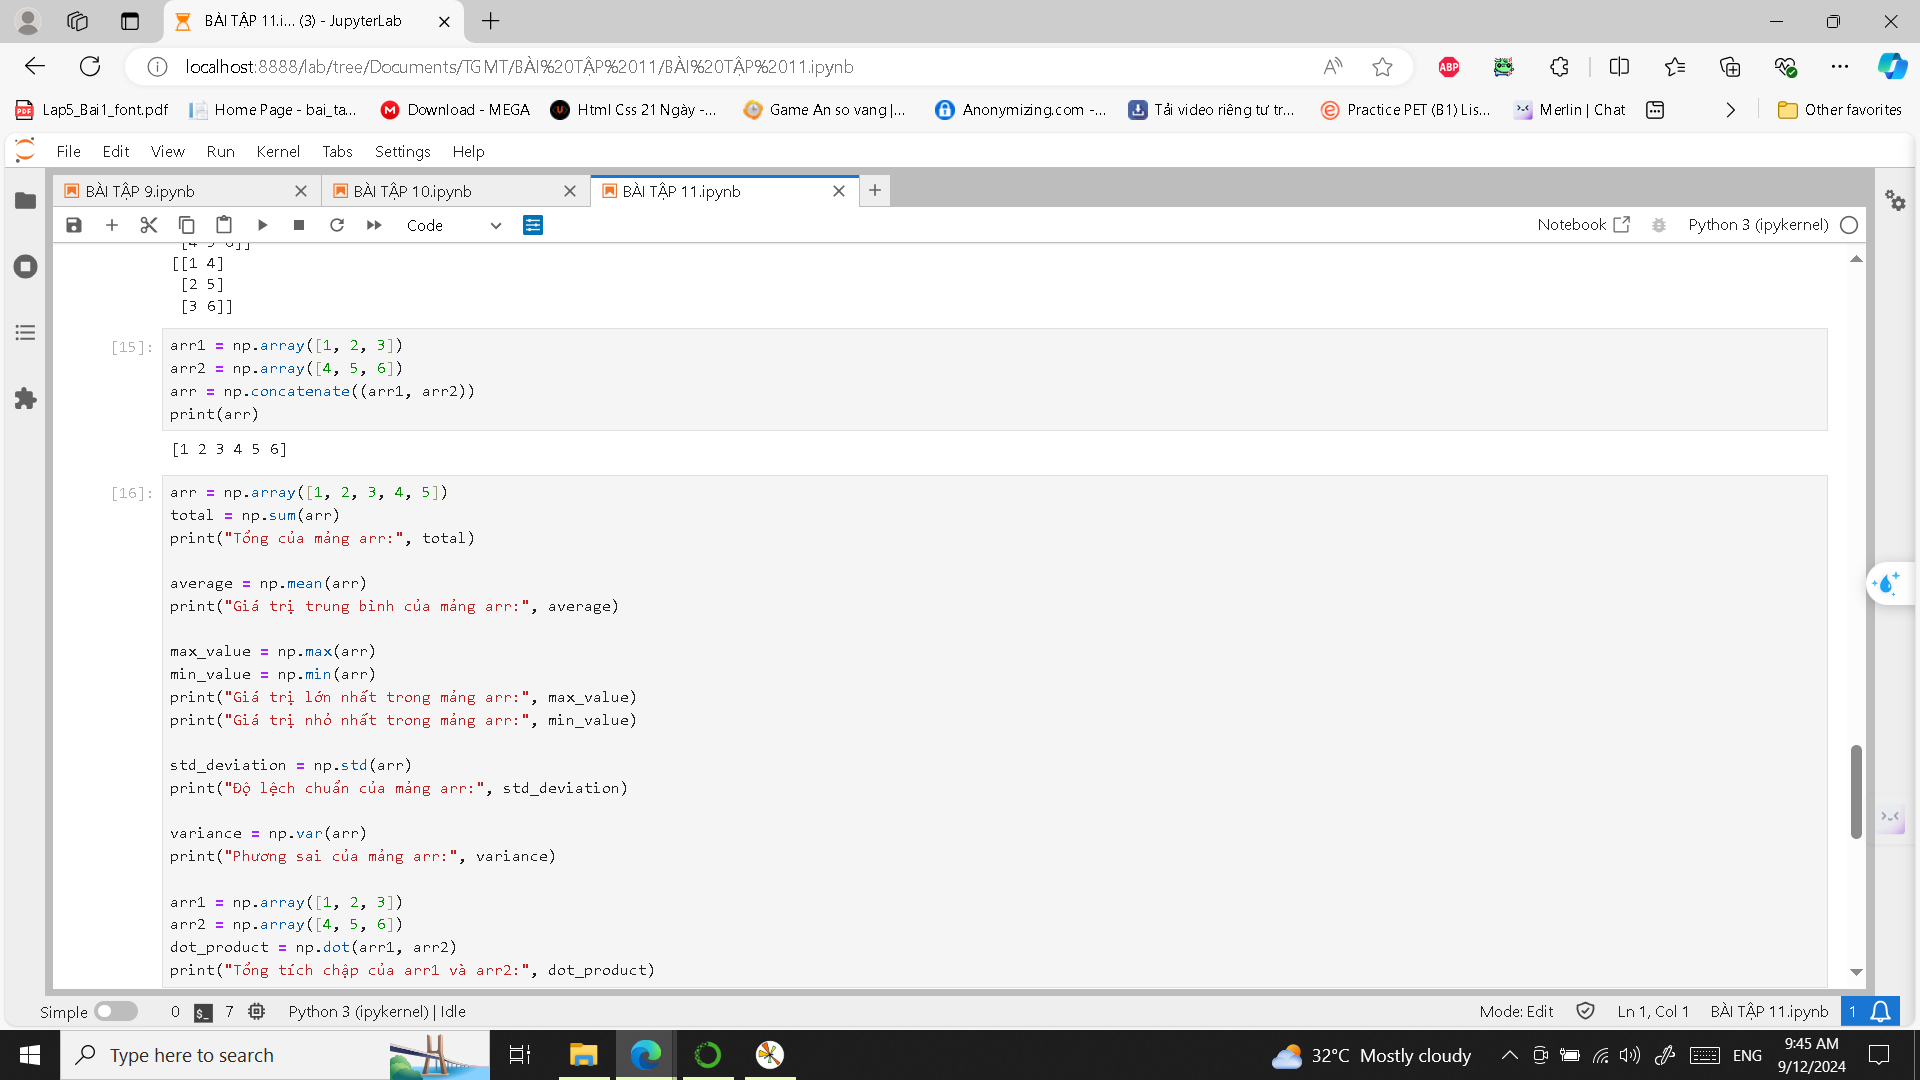 BÀI TẬP 11.i... (3) - JupyterLab
localhost:8888/lab/tree/Documents/TGMT/BÀI%20TẬP%2011/BÀI%20TẬP%2011.ipynb
Lap5_Bai1_font.pdf
Home Page - bai_ta...
Download - MEGA
Html Css 21 Ngày -...
Game An so vang |...
Anonymizing.com -...
Tải video riêng tư tr...
Practice PET (B1) Lis...
Merlin | Chat
Other favorites
File Edit View Run Kernel Tabs Settings Help
BÀI TẬP 9.ipynb
BÀI TẬP 10.ipynb
BÀI TẬP 11.ipynb
Code
Notebook
Python 3 (ipykernel)
[4 5 6]]
[[1 4]
[2 5]
[3 6]]
[15]:
arr1 = np.array([1, 2, 3])
arr2 = np.array([4, 5, 6])
arr = np.concatenate((arr1, arr2))
print(arr)
[1 2 3 4 5 6]
[16]:
arr = np.array([1, 2, 3, 4, 5])
total = np.sum(arr)
print("Tổng của mảng arr:", total)
average = np.mean(arr)
print("Giá trị trung bình của mảng arr:", average)
max_value = np.max(arr)
min_value = np.min(arr)
print("Giá trị lớn nhất trong mảng arr:", max_value)
print("Giá trị nhỏ nhất trong mảng arr:", min_value)
std_deviation = np.std(arr)
print("Độ lệch chuẩn của mảng arr:", std_deviation)
variance = np.var(arr)
print("Phương sai của mảng arr:", variance)
arr1 = np.array([1, 2, 3])
arr2 = np.array([4, 5, 6])
dot_product = np.dot(arr1, arr2)
print("Tổng tích chập của arr1 và arr2:", dot_product)
Simple
0
7
Python 3 (ipykernel) | Idle
Mode: Edit
Ln 1, Col 1
BÀI TẬP 11.ipynb
1
Type here to search
32°C Mostly cloudy
ENG
9:45 AM
9/12/2024
ABP